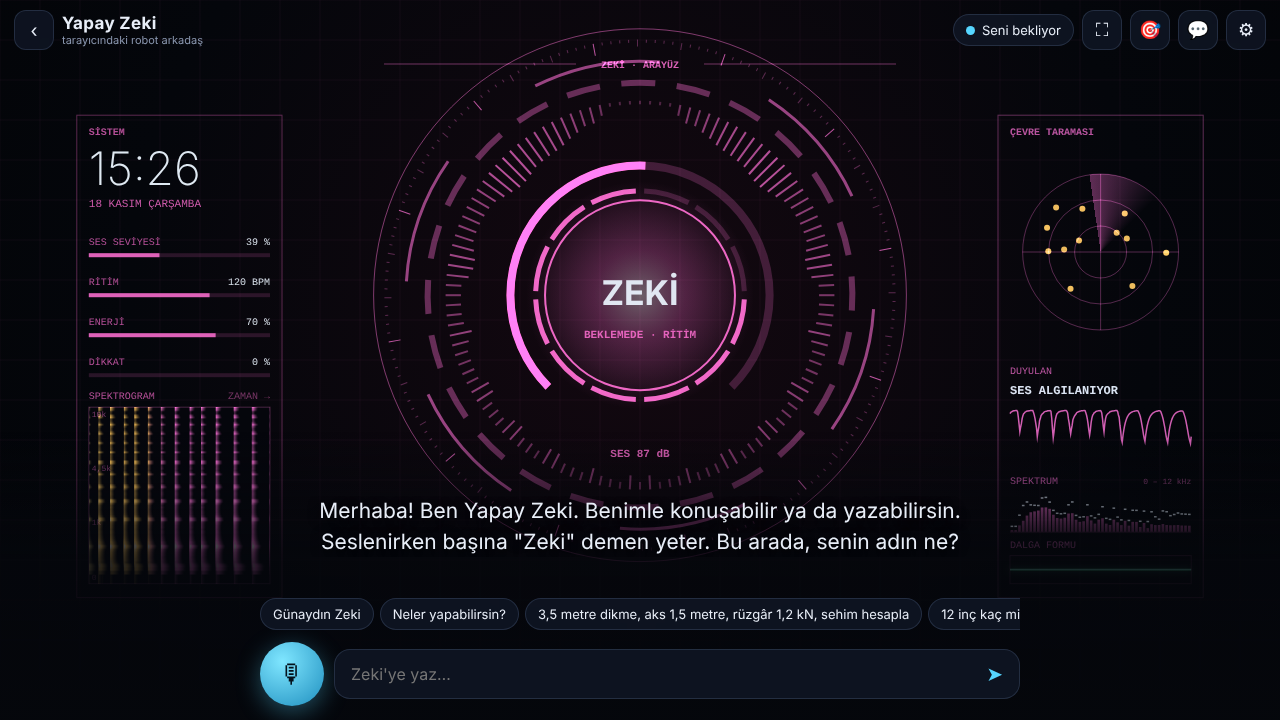 Yapay Zeki
tarayıcındaki robot arkadaş
Seni bekliyor
ZEKİ · ARAYÜZ
SİSTEM
15:26
18 KASIM ÇARŞAMBA
SES SEVİYESİ 39 %
RİTİM 120 BPM
ENERJİ 70 %
DİKKAT 0 %
SPEKTROGRAM ZAMAN →
ZEKİ
BEKLEMEDE · RİTİM
SES 87 dB
ÇEVRE TARAMASI
DUYULAN
SES ALGILANIYOR
SPEKTRUM 0 – 12 kHz
DALGA FORMU
Merhaba! Ben Yapay Zeki. Benimle konuşabilir ya da yazabilirsin.
Seslenirken başına "Zeki" demen yeter. Bu arada, senin adın ne?
Günaydın Zeki
Neler yapabilirsin?
3,5 metre dikme, aks 1,5 metre, rüzgâr 1,2 kN, sehim hesapla
12 inç kaç mi
Zeki'ye yaz...